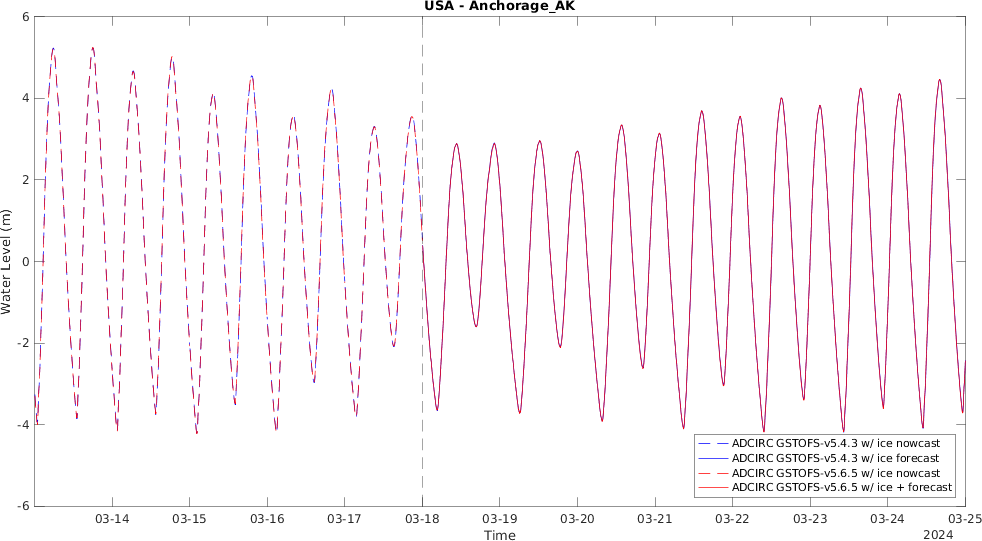 USA - Anchorage_AK
6
4
2
0
-2
-4
-6
Water Level (m)
ADCIRC GSTOFS-v5.4.3 w/ ice nowcast
ADCIRC GSTOFS-v5.4.3 w/ ice forecast
ADCIRC GSTOFS-v5.6.5 w/ ice nowcast
ADCIRC GSTOFS-v5.6.5 w/ ice + forecast
03-14 03-15 03-16 03-17 03-18 03-19 03-20 03-21 03-22 03-23 03-24 03-25
Time
2024